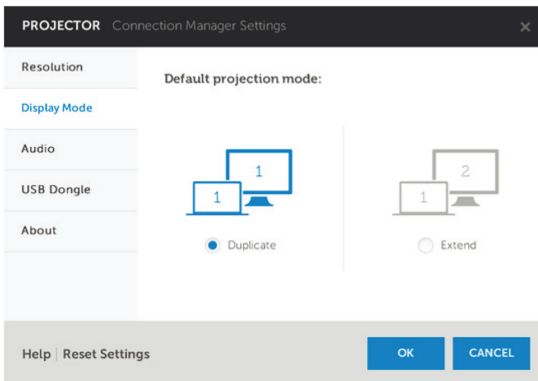 PROJECTOR Connection Manager Settings
Resolution
Display Mode
Audio
USB Dongle
About
Default projection mode:
1
1
Duplicate
2
1
Extend
Help | Reset Settings
OK
CANCEL